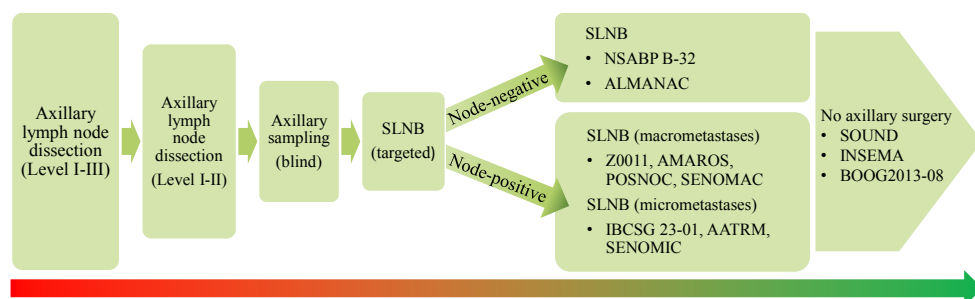 Axillary
lymph node
dissection
(Level I-III)
Axillary
lymph
node
dissection
(Level I-II)
Axillary
sampling
(blind)
SLNB
(targeted)
Node-negative
Node-positive
SLNB
• NSABP B-32
• ALMANAC
SLNB (macrometastases)
• Z0011, AMAROS,
POSNOC, SENOMAC
SLNB (micrometastases)
• IBCSG 23-01, AATRM,
SENOMIC
No axillary surgery
• SOUND
• INSEMA
• BOOG2013-08